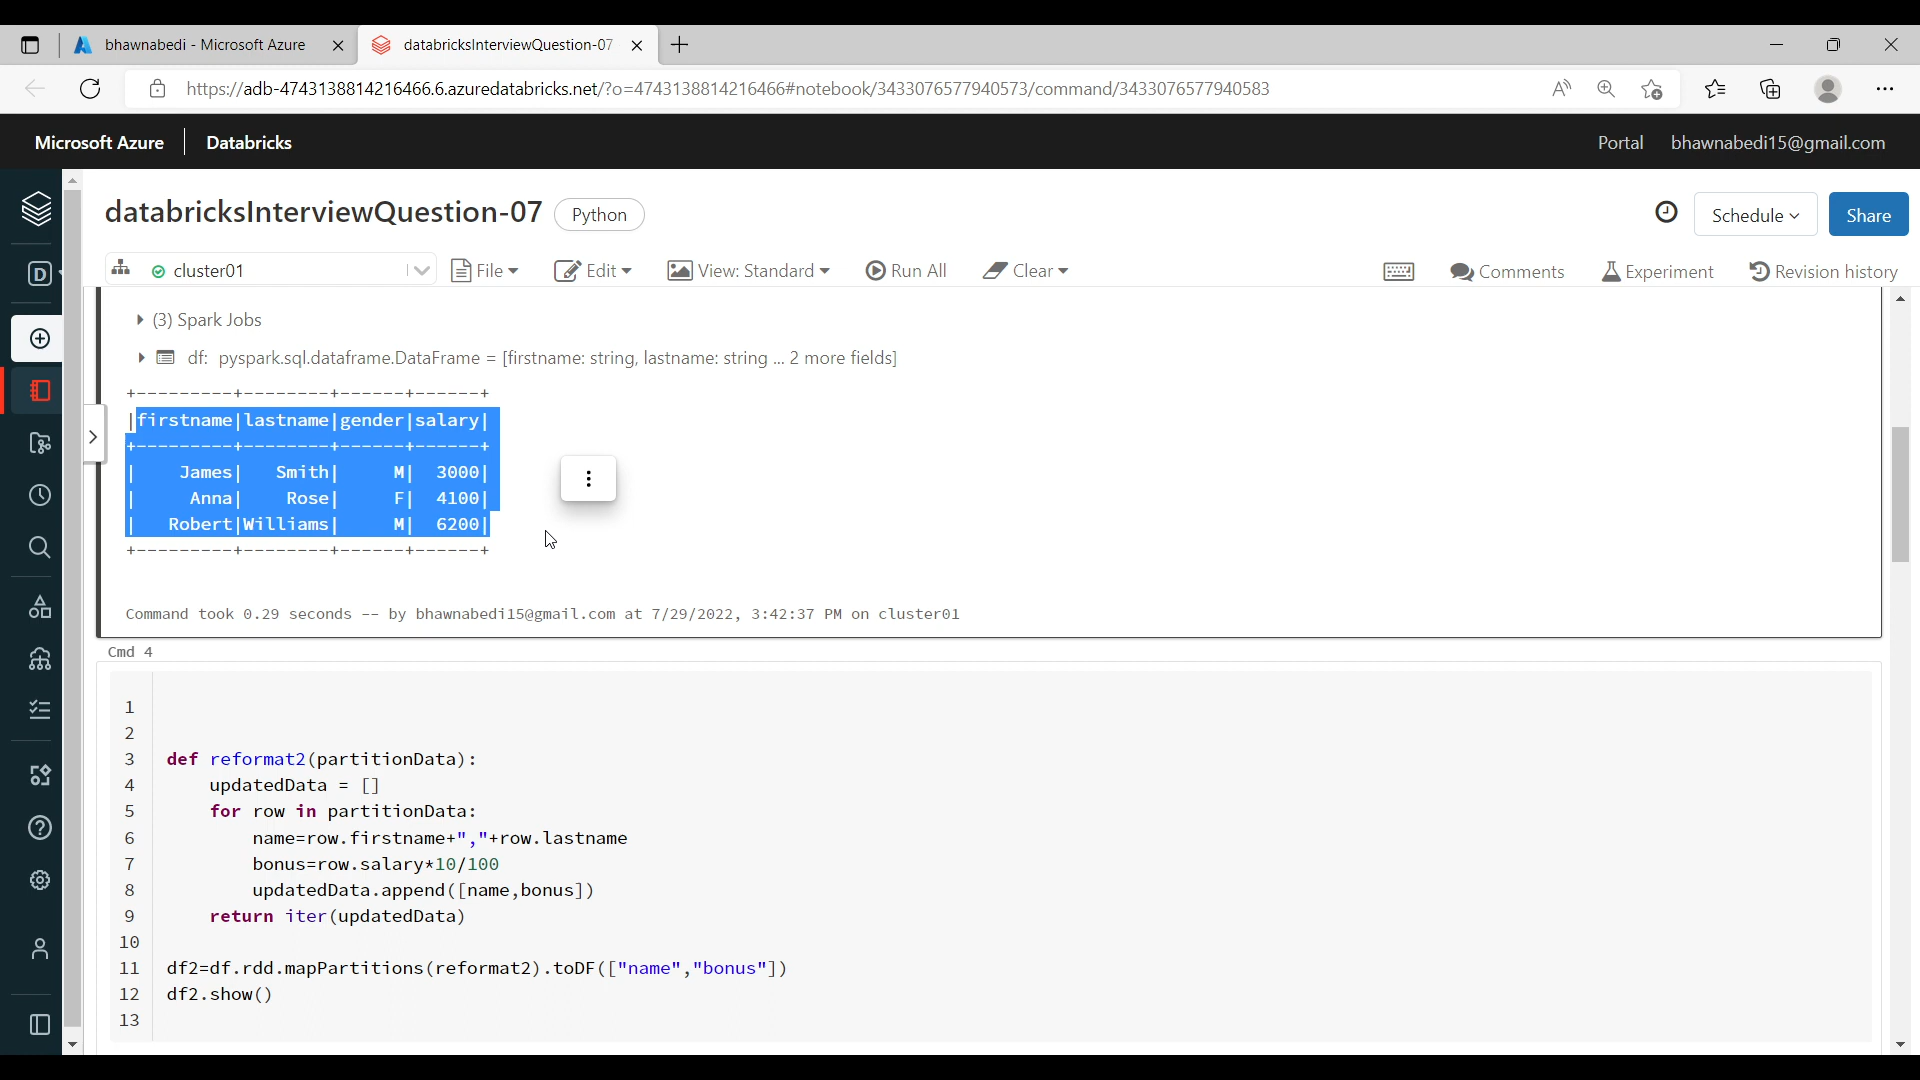 bhawnabedi - Microsoft Azure
databricksInterviewQuestion-07
https://adb-4743138814216466.6.azuredatabricks.net/?o=4743138814216466#notebook/3433076577940573/command/3433076577940583
Microsoft Azure
Databricks
Portal
bhawnabedi15@gmail.com
databricksInterviewQuestion-07
Python
Schedule
Share
D
cluster01
File
Edit
View: Standard
Run All
Clear
Comments
Experiment
Revision history
(3) Spark Jobs
df: pyspark.sql.dataframe.DataFrame = [firstname: string, lastname: string ... 2 more fields]
+---------+--------+------+------+
|firstname|lastname|gender|salary|
+---------+--------+------+------+
|    James|   Smith|     M|  3000|
|     Anna|    Rose|     F|  4100|
|   Robert|Williams|     M|  6200|
+---------+--------+------+------+
Command took 0.29 seconds -- by bhawnabedi15@gmail.com at 7/29/2022, 3:42:37 PM on cluster01
Cmd 4
1
2
3 def reformat2(partitionData):
4     updatedData = []
5     for row in partitionData:
6         name=row.firstname+","+row.lastname
7         bonus=row.salary*10/100
8         updatedData.append([name,bonus])
9     return iter(updatedData)
10
11 df2=df.rdd.mapPartitions(reformat2).toDF(["name","bonus"])
12 df2.show()
13